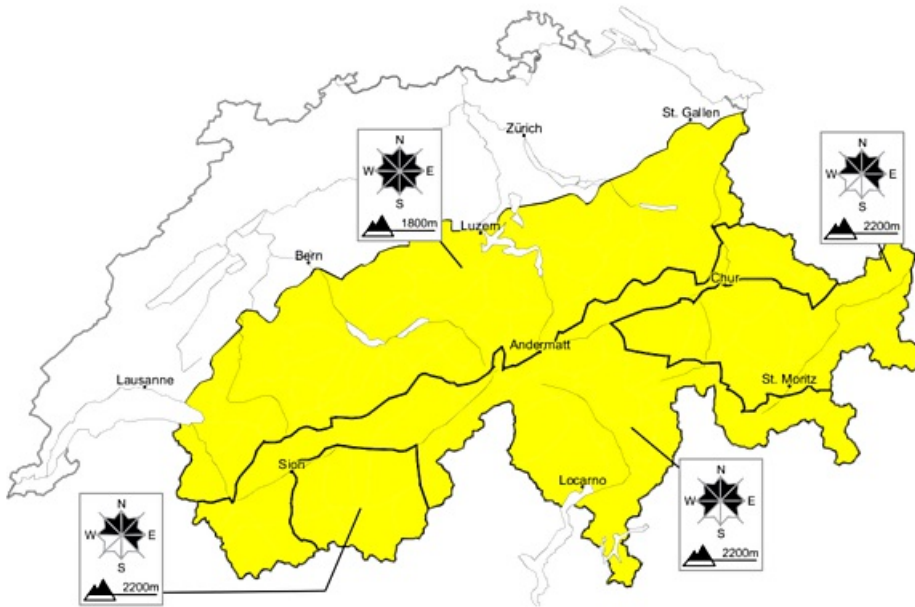 St. Gallen
Zürich
N
W E
S
1800m
N
W E
S
2200m
Luzern
Bern
Chur
Andermatt
Lausanne
St. Moritz
Sion
Locarno
N
W E
S
2200m
N
W E
S
2200m